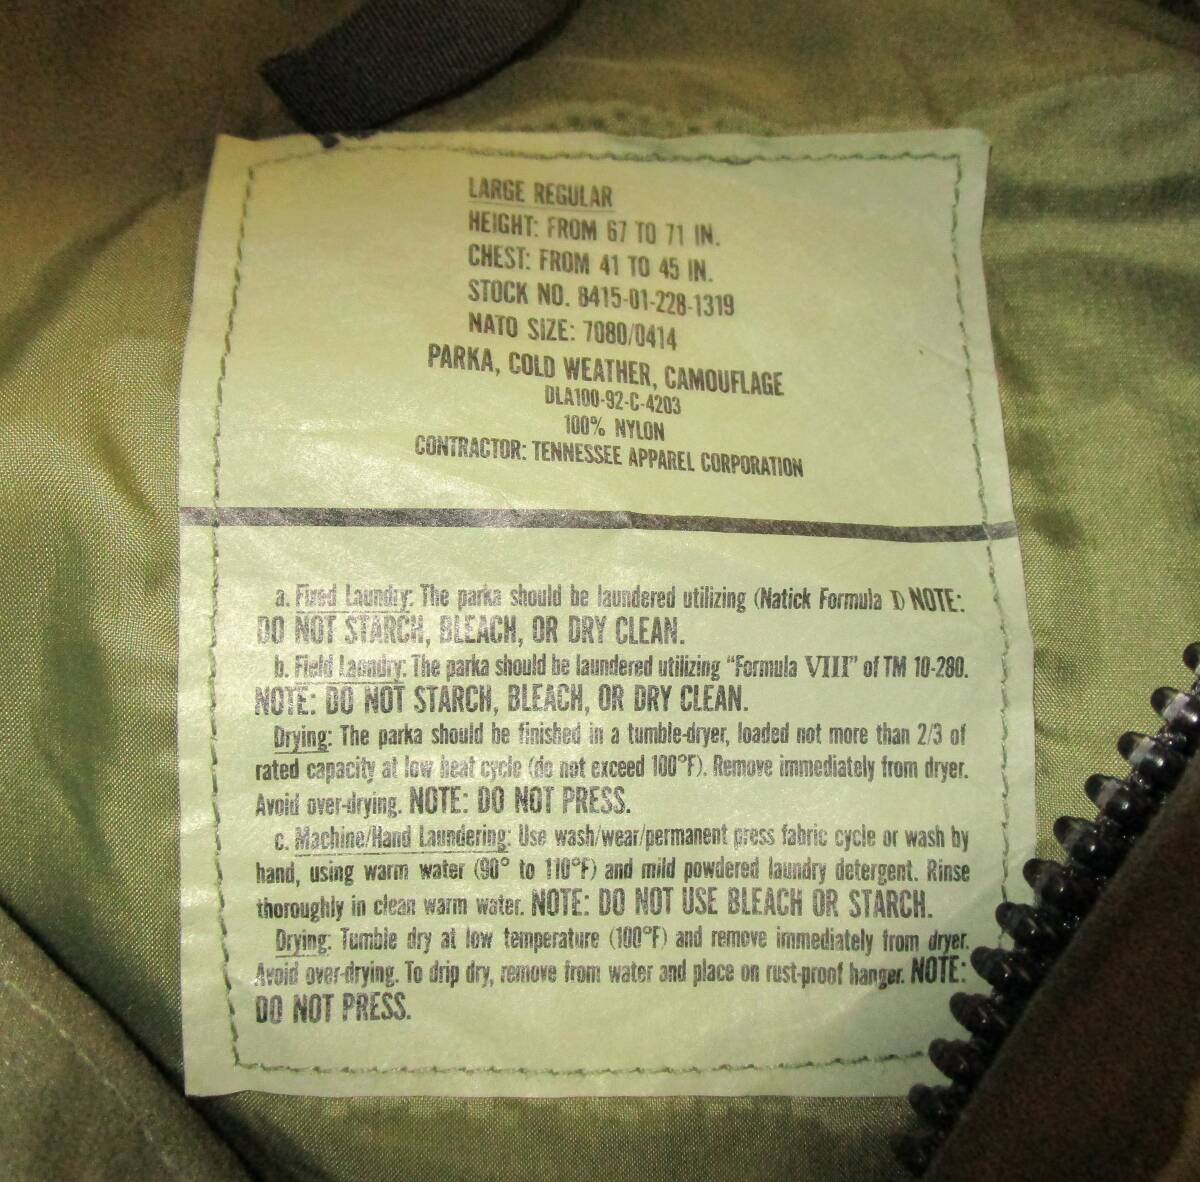 LARGE REGULAR
HEIGHT: FROM 67 TO 71 IN.
CHEST: FROM 41 TO 45 IN.
STOCK NO. 8415-01-228-1319
NATO SIZE: 7080/0414
PARKA, COLD WEATHER, CAMOUFLAGE
DLA100-92-C-4203
100% NYLON
CONTRACTOR: TENNESSEE APPAREL CORPORATION
a. Fixed Laundry: The parka should be laundered utilizing (Natick Formula I) NOTE:
DO NOT STARCH, BLEACH, OR DRY CLEAN.
b. Field Laundry: The parka should be laundered utilizing "Formula VIII" of TM 10-280.
NOTE: DO NOT STARCH, BLEACH, OR DRY CLEAN.
Drying: The parka should be finished in a tumble-dryer, loaded not more than 2/3 of
rated capacity at low heat cycle (do not exceed 100°F). Remove immediately from dryer.
Avoid over-drying. NOTE: DO NOT PRESS.
c. Machine/Hand Laundering: Use wash/wear/permanent press fabric cycle or wash by
hand, using warm water (90° to 110°F) and mild powdered laundry detergent. Rinse
thoroughly in clean warm water. NOTE: DO NOT USE BLEACH OR STARCH.
Drying: Tumble dry at low temperature (100°F) and remove immediately from dryer.
Avoid over-drying. To drip dry, remove from water and place on rust-proof hanger. NOTE:
DO NOT PRESS.